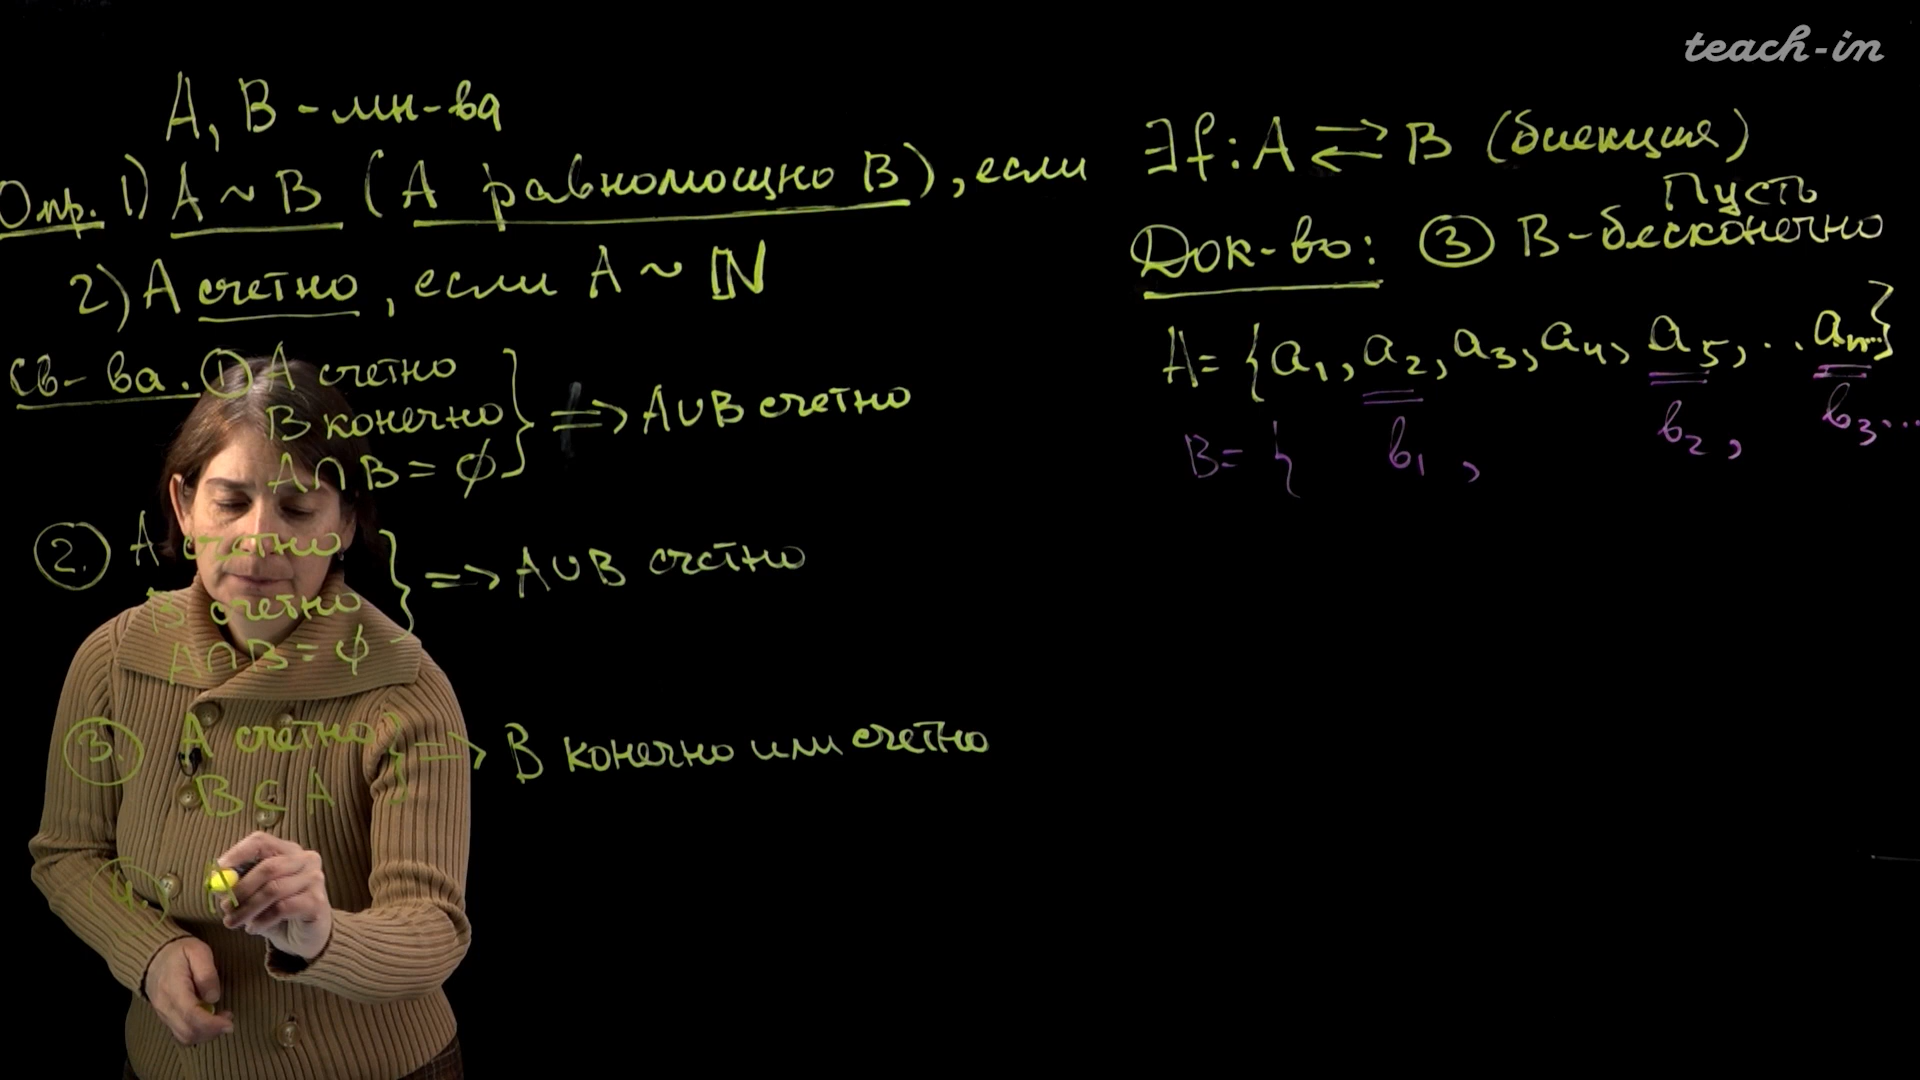 teach-in
A, B - мн-ва
Опр. 1) A ~ B (A равномощно B), если ∃ f : A ⇄ B (биекция)
2) A счетно, если A ~ ℕ
Св-ва. ① A счетно
B конечно
A ∩ B = ϕ
} => A ∪ B счетно
②. A счетно
B счетно
A ∩ B = ϕ
} => A ∪ B счетно
③. A счетно
B ⊂ A
} => B конечно или счетно
④. A
Пусть
Док-во: ③ B - бесконечно
A = {a₁, a₂, a₃, a₄, a₅, ... aₙ...}
B = { b₁, b₂, b₃...